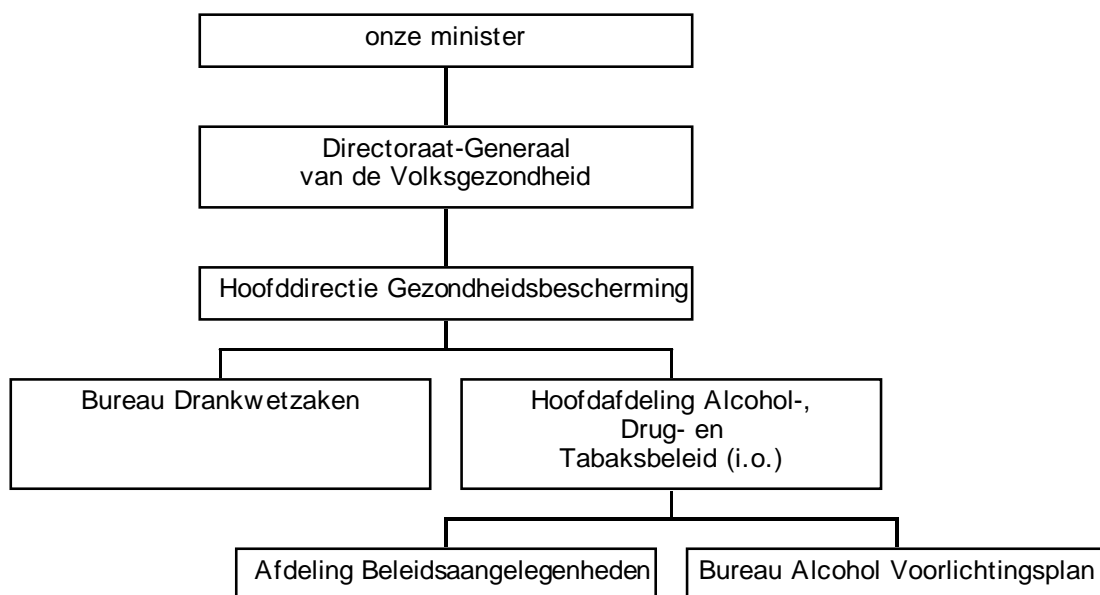 onze minister
Directoraat-Generaal
van de Volksgezondheid
Hoofddirectie Gezondheidsbescherming
Bureau Drankwetzaken
Hoofdafdeling Alcohol-,
Drug- en
Tabaksbeleid (i.o.)
Afdeling Beleidsaangelegenheden
Bureau Alcohol Voorlichtingsplan